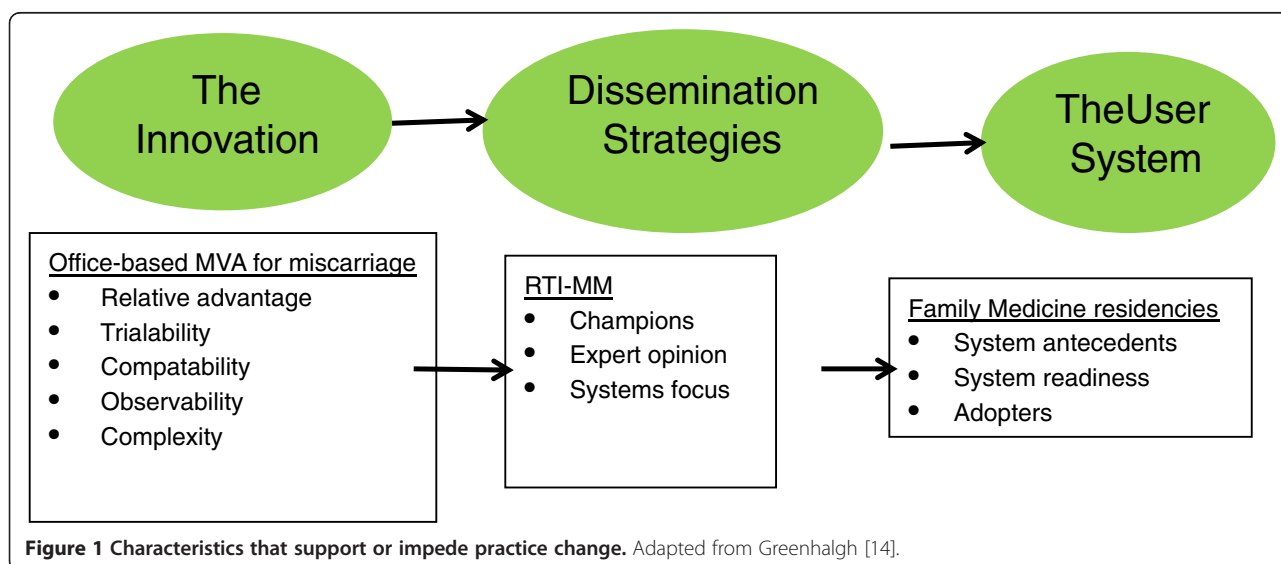 The
Innovation
Dissemination
Strategies
TheUser
System
Office-based MVA for miscarriage
• Relative advantage
• Trialability
• Compatability
• Observability
• Complexity
RTI-MM
• Champions
• Expert opinion
• Systems focus
Family Medicine residencies
• System antecedents
• System readiness
• Adopters
Figure 1 Characteristics that support or impede practice change. Adapted from Greenhalgh [14].